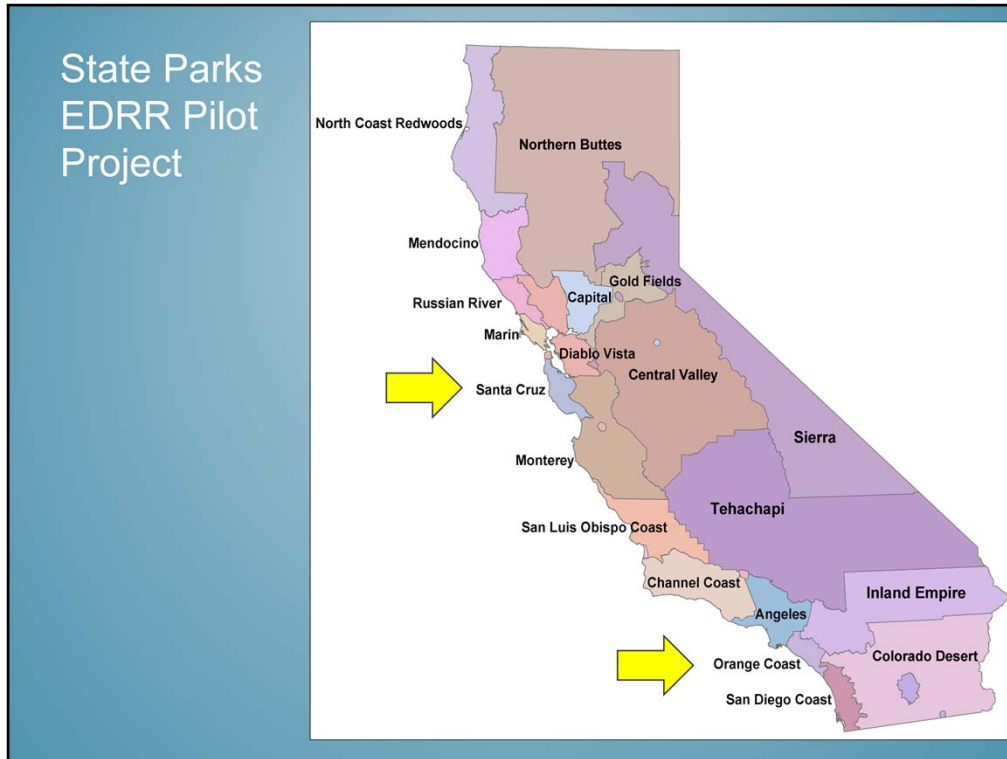 State Parks
EDRR Pilot
Project
North Coast Redwoods
Northern Buttes
Mendocino
Gold Fields
Capital
Russian River
Marin
Diablo Vista
Central Valley
Santa Cruz
Sierra
Monterey
Tehachapi
San Luis Obispo Coast
Channel Coast
Inland Empire
Angeles
Colorado Desert
Orange Coast
San Diego Coast